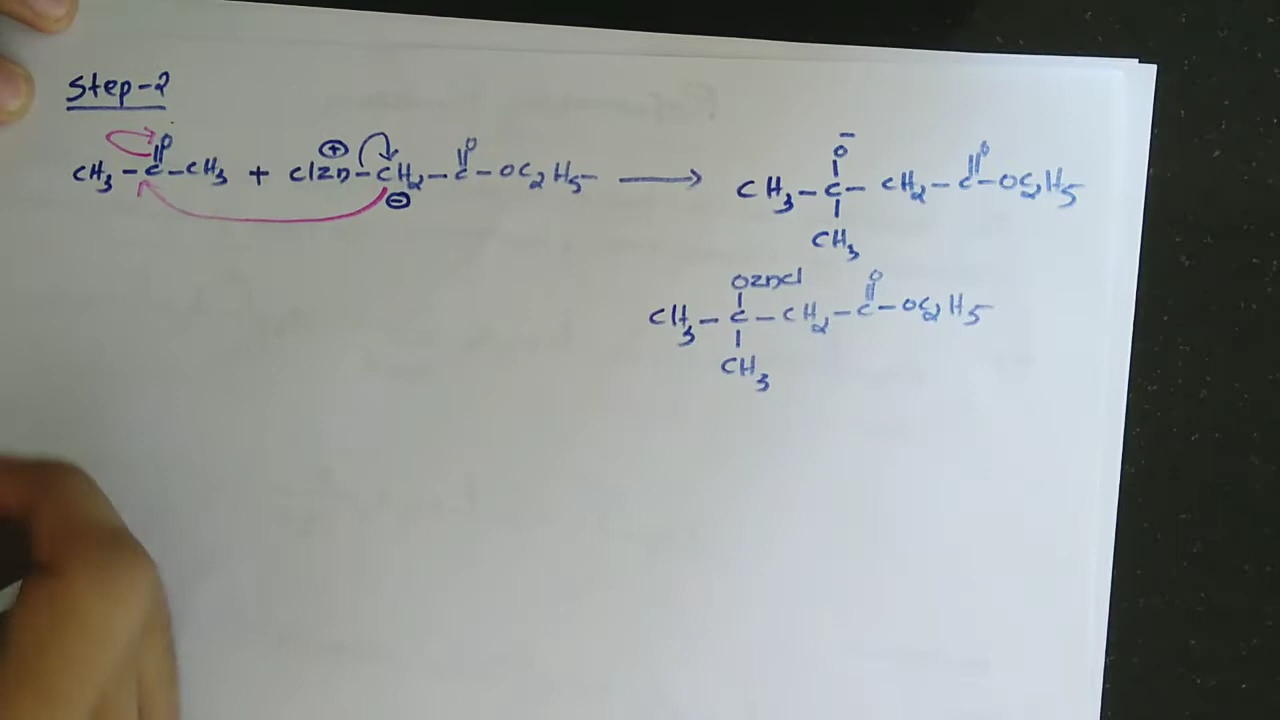 Step-2
O ⊕ O O⁻ O
CH3-C-CH3 + ClZn-CH2-C-OC2H5- ⟶ CH3-C-CH2-C-OC2H5
⊖ CH3
OZnCl O
CH3-C-CH2-C-OC2H5
CH3